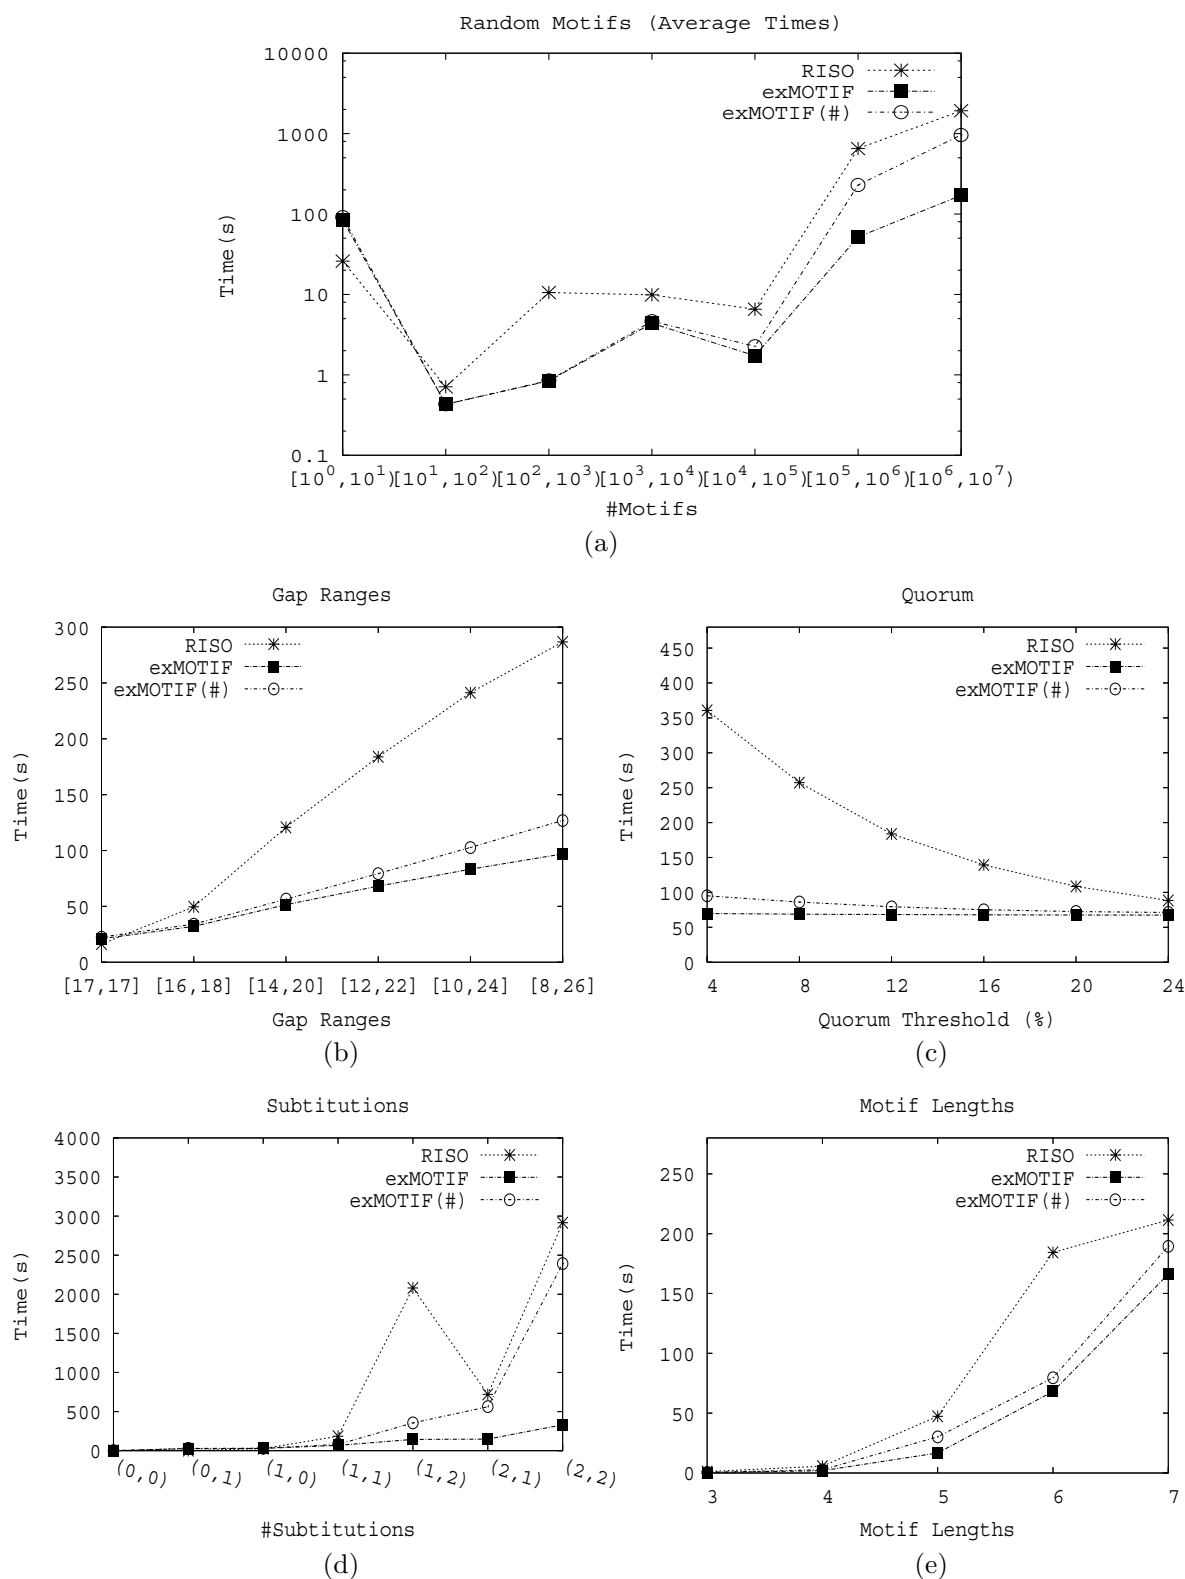 Random Motifs (Average Times)
10000
1000
100
10
1
0.1
Time(s)
RISO
exMOTIF
exMOTIF(#)
[10^0,10^1) [10^1,10^2) [10^2,10^3) [10^3,10^4) [10^4,10^5) [10^5,10^6) [10^6,10^7)
#Motifs
(a)
Gap Ranges
300
250
200
150
100
50
0
Time(s)
RISO
exMOTIF
exMOTIF(#)
[17,17] [16,18] [14,20] [12,22] [10,24] [8,26]
Gap Ranges
(b)
Quorum
450
400
350
300
250
200
150
100
50
0
Time(s)
RISO
exMOTIF
exMOTIF(#)
4 8 12 16 20 24
Quorum Threshold (%)
(c)
Subtitutions
4000
3500
3000
2500
2000
1500
1000
500
0
Time(s)
RISO
exMOTIF
exMOTIF(#)
(0,0) (0,1) (1,0) (1,1) (1,2) (2,1) (2,2)
#Subtitutions
(d)
Motif Lengths
250
200
150
100
50
0
Time(s)
RISO
exMOTIF
exMOTIF(#)
3 4 5 6 7
Motif Lengths
(e)